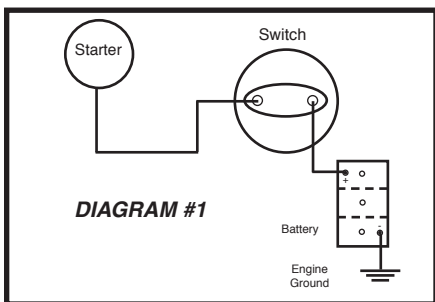 Starter
Switch
+
DIAGRAM #1
Battery
-
Engine
Ground